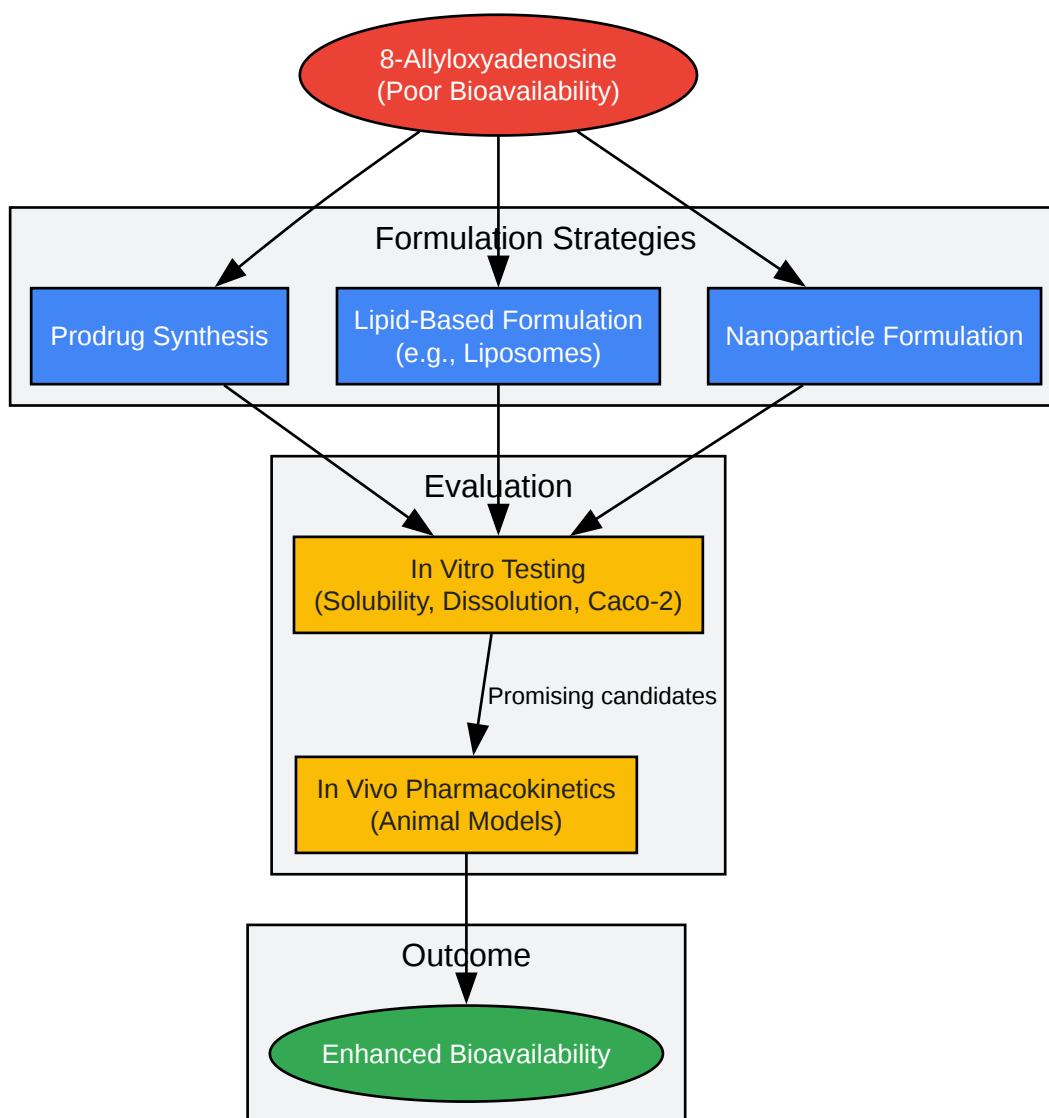 8-Allyloxyadenosine
(Poor Bioavailability)
Formulation Strategies
Prodrug Synthesis
Lipid-Based Formulation
(e.g., Liposomes)
Nanoparticle Formulation
Evaluation
In Vitro Testing
(Solubility, Dissolution, Caco-2)
Promising candidates
In Vivo Pharmacokinetics
(Animal Models)
Outcome
Enhanced Bioavailability